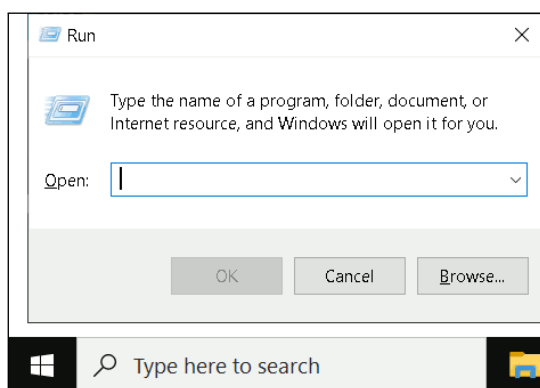 Run
Type the name of a program, folder, document, or
Internet resource, and Windows will open it for you.
Open:
OK Cancel Browse...
Type here to search